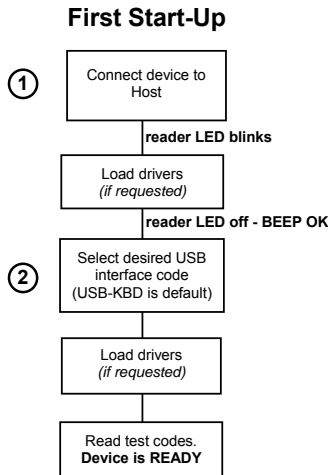 First Start-Up
1
Connect device to
Host
reader LED blinks
Load drivers
(if requested)
reader LED off - BEEP OK
2
Select desired USB
interface code
(USB-KBD is default)
Load drivers
(if requested)
Read test codes.
Device is READY